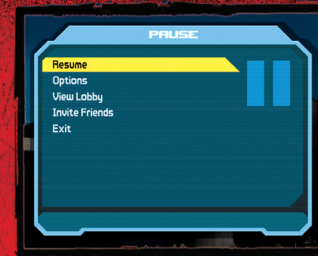 PAUSE
Resume
Options
View Lobby
Invite Friends
Exit